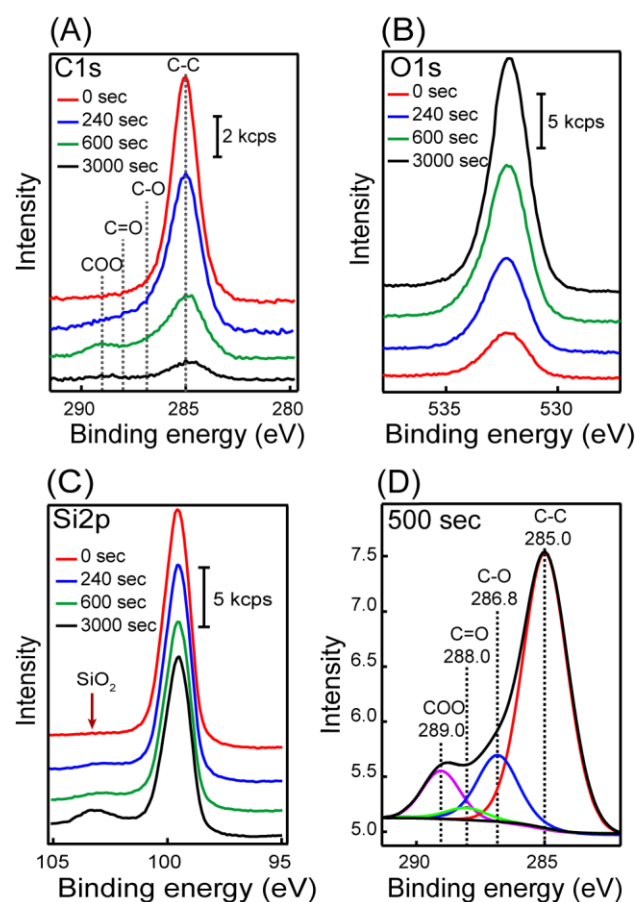 (A)
C1s
C-C
0 sec
240 sec
600 sec
3000 sec
2 kcps
C-O
C=O
COO
Intensity
290 285 280
Binding energy (eV)
(B)
O1s
0 sec
240 sec
600 sec
3000 sec
5 kcps
Intensity
535 530
Binding energy (eV)
(C)
Si2p
0 sec
240 sec
600 sec
3000 sec
5 kcps
SiO₂
Intensity
105 100 95
Binding energy (eV)
(D)
500 sec
C-C
285.0
C-O
286.8
C=O
288.0
COO
289.0
7.5
7.0
6.5
6.0
5.5
5.0
Intensity
290 285
Binding energy (eV)